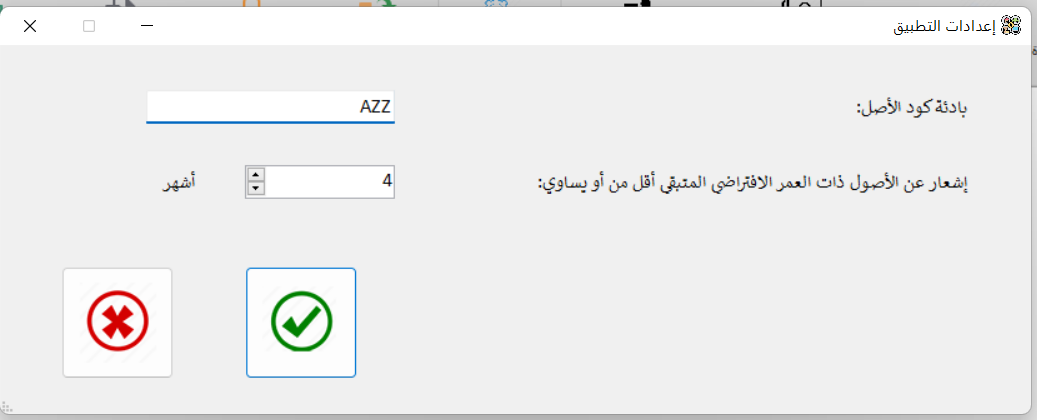 إعدادات التطبيق
بادئة كود الأصل: AZZ
إشعار عن الأصول ذات العمر الافتراضي المتبقي أقل من أو يساوي: 4 أشهر